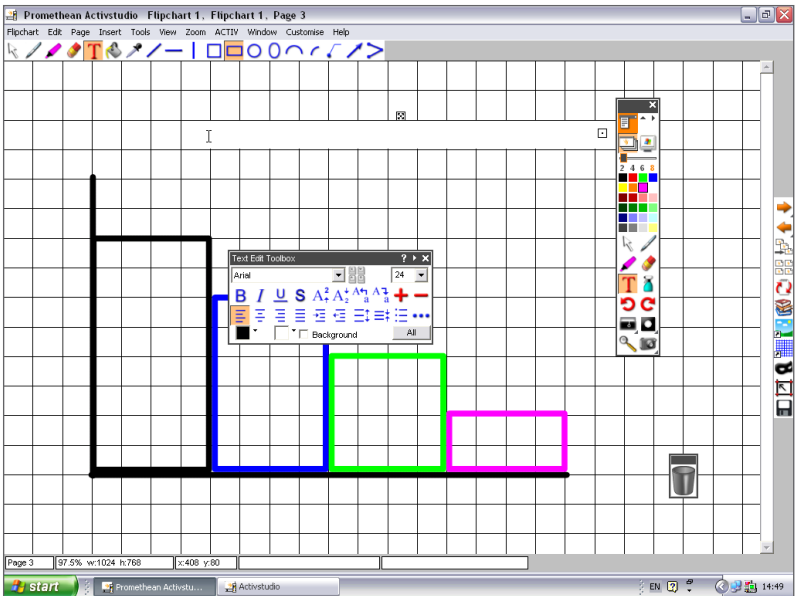 Promethean Activstudio Flipchart 1, Flipchart 1, Page 3
Flipchart Edit Page Insert Tools View Zoom ACTIV Window Customise Help
2 4 6 8
Text Edit Toolbox
Arial 24
B I U S
Background All
Page 3 97.5% w:1024 h:768 x:408 y:80
start Promethean Activstu... Activstudio EN 14:49